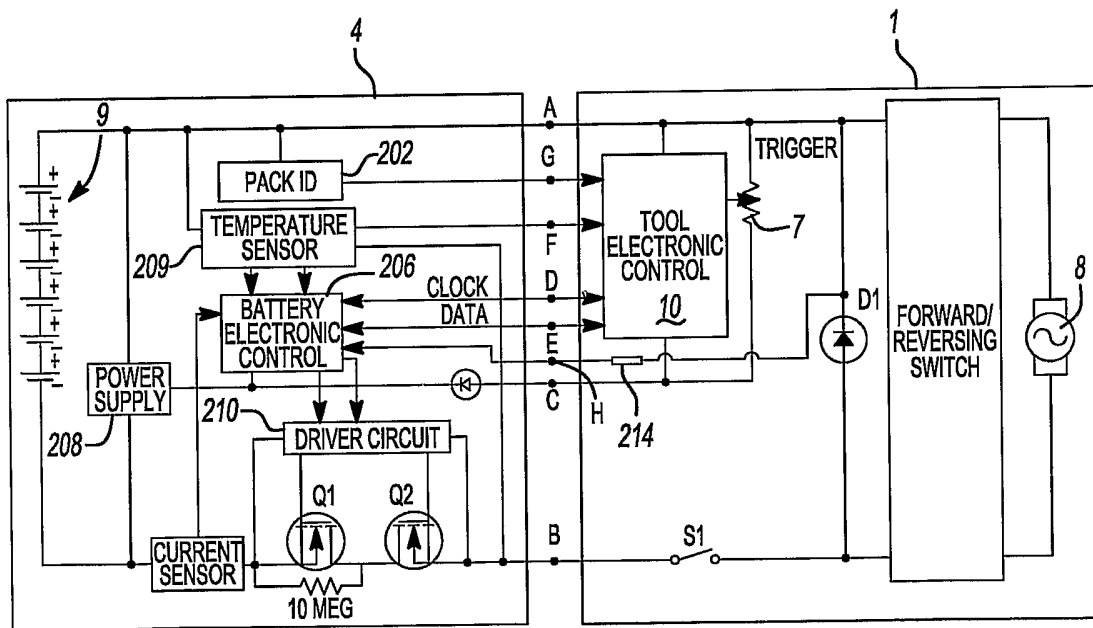 4
1
9
A
G
202
PACK ID
TRIGGER
TEMPERATURE
SENSOR
209
206
F
7
TOOL
ELECTRONIC
CONTROL
10
CLOCK
D
BATTERY
ELECTRONIC
CONTROL
DATA
E
D1
8
FORWARD/
REVERSING
SWITCH
POWER
SUPPLY
208
210
C
H
214
DRIVER CIRCUIT
Q1
Q2
B
S1
CURRENT
SENSOR
10 MEG
+
-
+
-
+
-
+
-
+
-
+
-